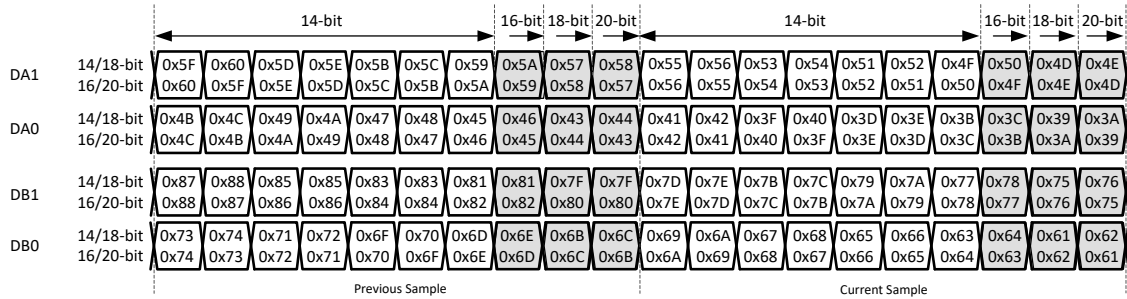 14-bit 16-bit 18-bit 20-bit 14-bit 16-bit 18-bit 20-bit
DA1
14/18-bit 0x5F 0x60 0x5D 0x5E 0x5B 0x5C 0x59 0x5A 0x57 0x58 0x55 0x56 0x53 0x54 0x51 0x52 0x4F 0x50 0x4D 0x4E
16/20-bit 0x60 0x5F 0x5E 0x5D 0x5C 0x5B 0x5A 0x59 0x58 0x57 0x56 0x55 0x54 0x53 0x52 0x51 0x50 0x4F 0x4E 0x4D
DA0
14/18-bit 0x4B 0x4C 0x49 0x4A 0x47 0x48 0x45 0x46 0x43 0x44 0x41 0x42 0x3F 0x40 0x3D 0x3E 0x3B 0x3C 0x39 0x3A
16/20-bit 0x4C 0x4B 0x4A 0x49 0x48 0x47 0x46 0x45 0x44 0x43 0x42 0x41 0x40 0x3F 0x3E 0x3D 0x3C 0x3B 0x3A 0x39
DB1
14/18-bit 0x87 0x88 0x85 0x85 0x83 0x83 0x81 0x81 0x7F 0x7F 0x7D 0x7E 0x7B 0x7C 0x79 0x7A 0x77 0x78 0x75 0x76
16/20-bit 0x88 0x87 0x86 0x86 0x84 0x84 0x82 0x82 0x80 0x80 0x7E 0x7D 0x7C 0x7B 0x7A 0x79 0x78 0x77 0x76 0x75
DB0
14/18-bit 0x73 0x74 0x71 0x72 0x6F 0x70 0x6D 0x6E 0x6B 0x6C 0x69 0x6A 0x67 0x68 0x65 0x66 0x63 0x64 0x61 0x62
16/20-bit 0x74 0x73 0x72 0x71 0x70 0x6F 0x6E 0x6D 0x6C 0x6B 0x6A 0x69 0x68 0x67 0x66 0x65 0x64 0x63 0x62 0x61
Previous Sample Current Sample